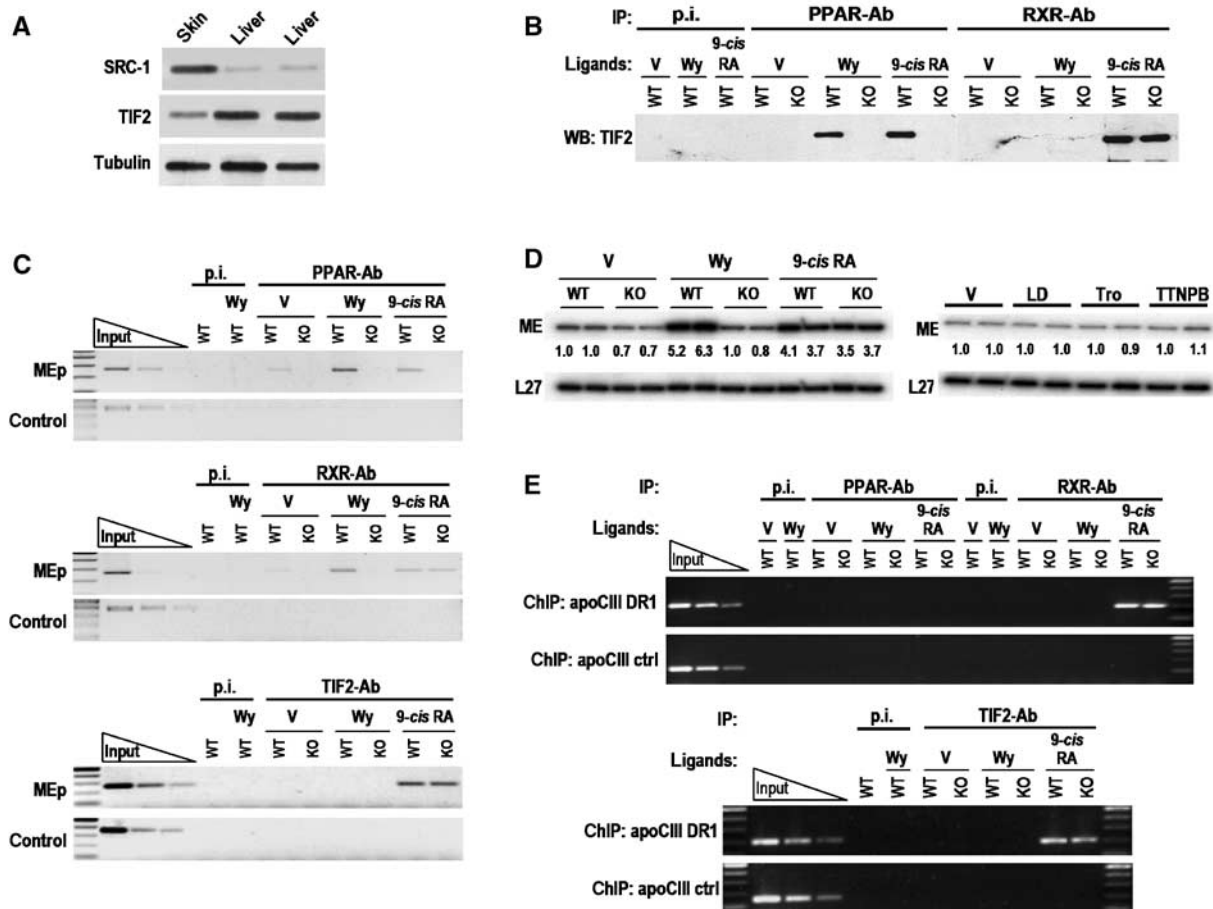 A
Skin Liver Liver
SRC-1
TIF2
Tubulin
B
IP: p.i. PPAR-Ab RXR-Ab
Ligands: V Wy 9-cis RA V Wy 9-cis RA V Wy 9-cis RA
WT WT WT WT KO WT KO WT KO WT KO WT KO WT KO
WB: TIF2
C
p.i. PPAR-Ab
Wy V Wy 9-cis RA
Input WT WT WT KO WT KO WT KO
MEp
Control
p.i. RXR-Ab
Wy V Wy 9-cis RA
Input WT WT WT KO WT KO WT KO
MEp
Control
p.i. TIF2-Ab
Wy V Wy 9-cis RA
Input WT WT WT KO WT KO WT KO
MEp
Control
D
V Wy 9-cis RA
WT KO WT KO WT KO
ME
1.0 1.0 0.7 0.7 5.2 6.3 1.0 0.8 4.1 3.7 3.5 3.7
L27
V LD Tro TTNPB
ME
1.0 1.0 1.0 1.0 1.0 0.9 1.0 1.1
L27
E
IP: p.i. PPAR-Ab p.i. RXR-Ab
Ligands: V Wy V Wy 9-cis RA V Wy V Wy 9-cis RA
Input WT WT WT KO WT KO WT KO WT WT WT KO WT KO WT KO
ChIP: apoCIII DR1
ChIP: apoCIII ctrl
IP: p.i. TIF2-Ab
Ligands: Wy V Wy 9-cis RA
Input WT WT WT KO WT KO WT KO
ChIP: apoCIII DR1
ChIP: apoCIII ctrl